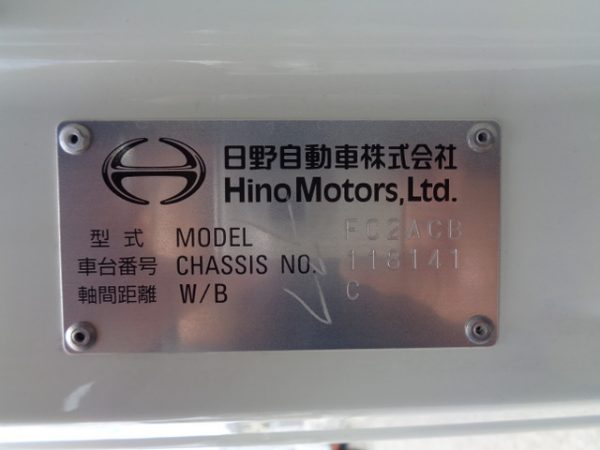 日野自動車株式会社
Hino Motors, Ltd.
型式 MODEL FC2ACB
車台番号 CHASSIS NO. 118141
軸間距離 W/B C